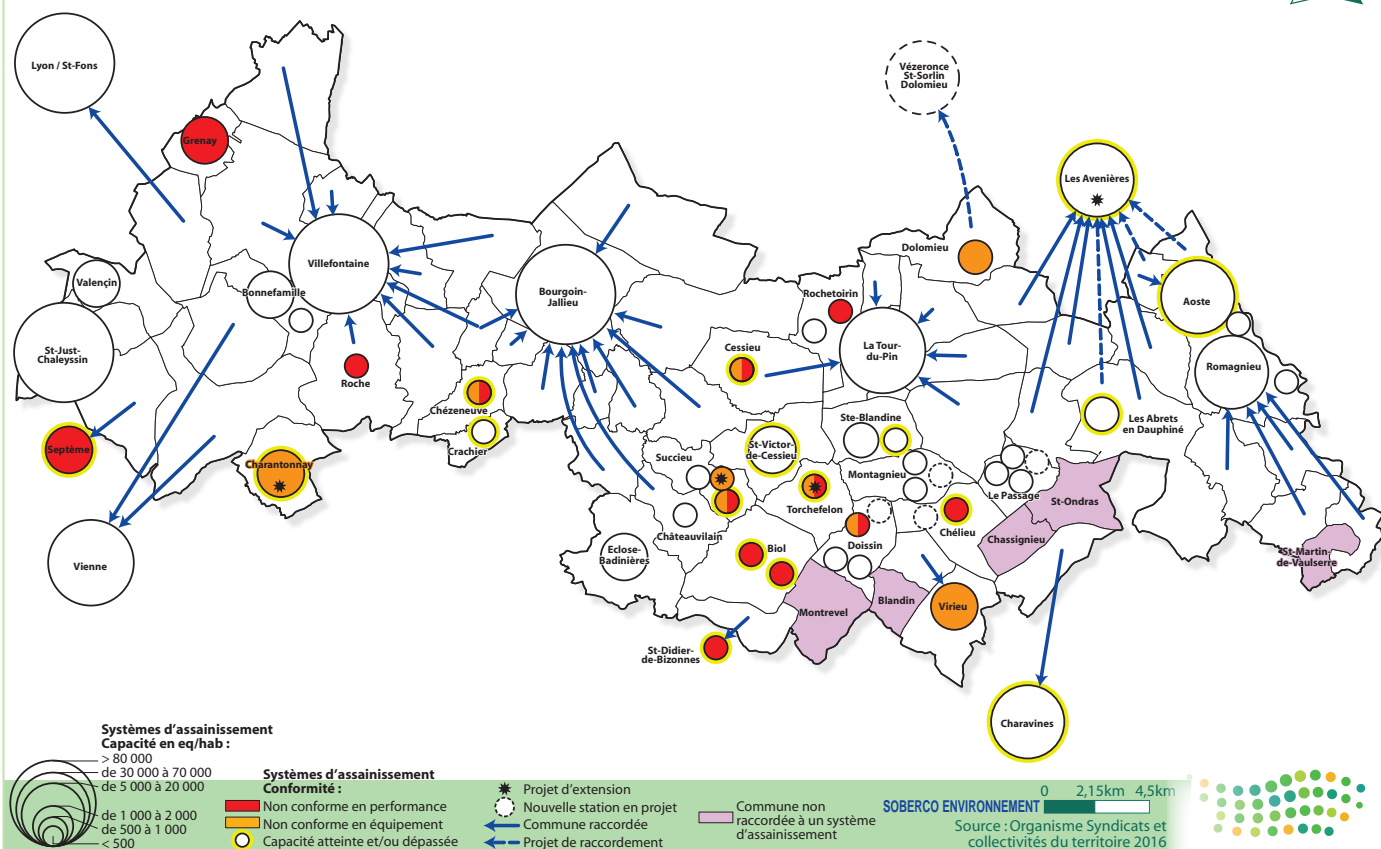 Lyon / St-Fons
Vézeronce
St-Sorlin
Dolomieu
Grenay
Les Avenières
Dolomieu
Villefontaine
Valençin
Bonnefamille
Bourgoin-
Jallieu
Rochetoirin
Aoste
St-Just-
Chaleyssin
Cessieu
La Tour-
du-Pin
Romagnieu
Roche
Chézeneuve
Ste-Blandine
Les Abrets
en Dauphiné
Septème
Crachier
St-Victor-
de-Cessieu
Charantonnay
Succieu
Montagnieu
Le Passage
St-Ondras
Torchefelon
Chélieu
Châteauvilain
Chassignieu
Eclose-
Badinières
Biol
Doissin
St-Martin-
de-Vaulserre
Vienne
Montrevel
Blandin
Virieu
St-Didier-
de-Bizonnes
Charavines
Systèmes d'assainissement
Capacité en eq/hab :
> 80 000
de 30 000 à 70 000
de 5 000 à 20 000
de 1 000 à 2 000
de 500 à 1 000
< 500
Systèmes d'assainissement
Conformité :
Non conforme en performance
Non conforme en équipement
Capacité atteinte et/ou dépassée
Projet d'extension
Nouvelle station en projet
Commune raccordée
Projet de raccordement
Commune non
raccordée à un système
d'assainissement
0 2,15km 4,5km
SOBERCO ENVIRONNEMENT
Source : Organisme Syndicats et
collectivités du territoire 2016